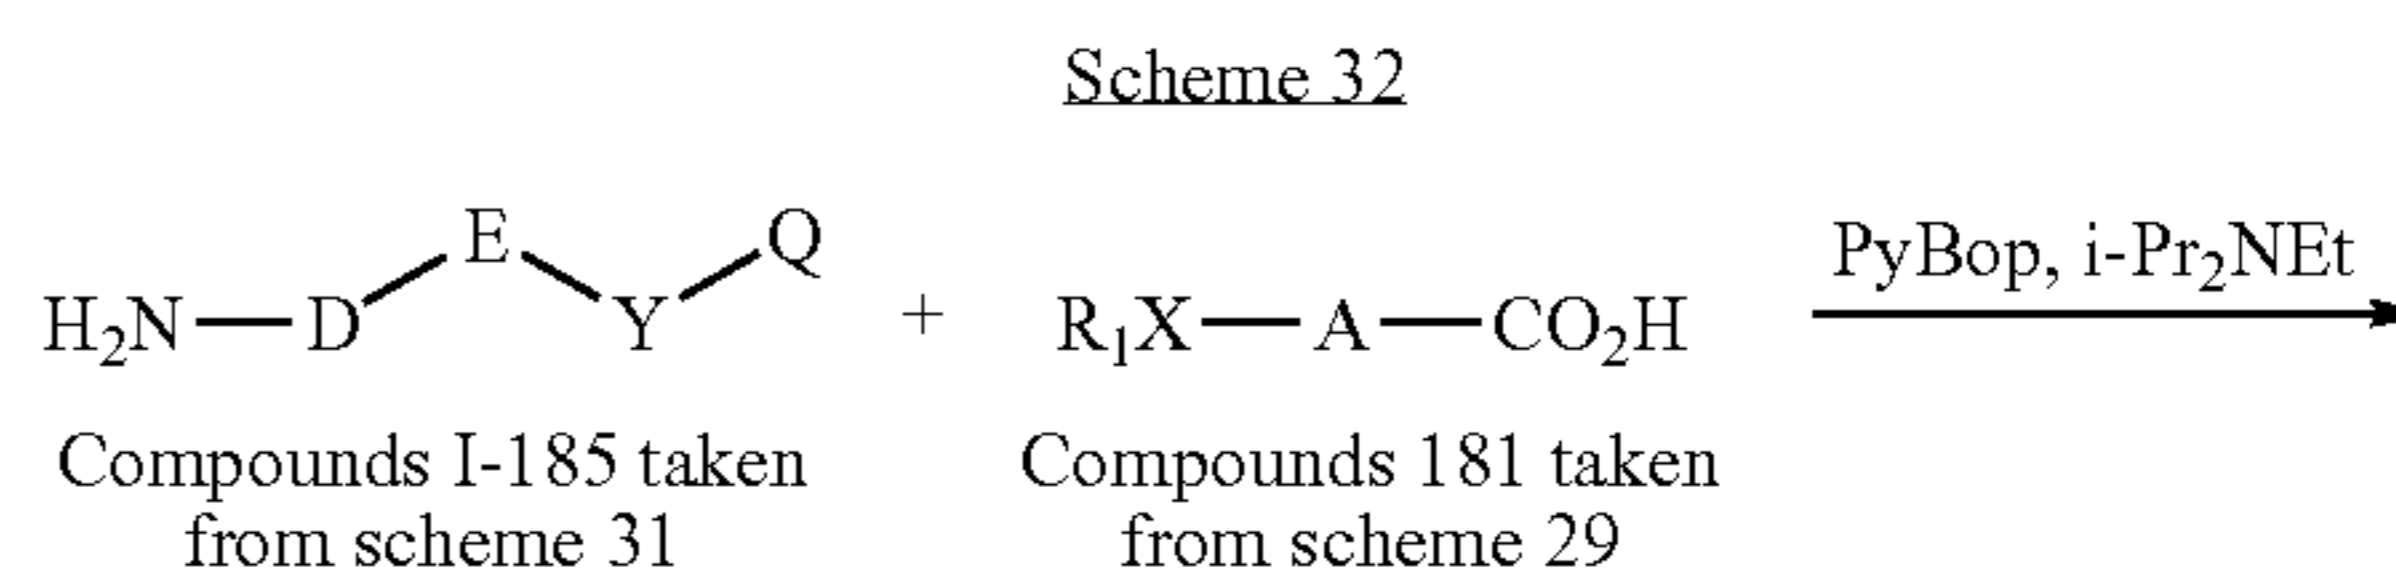 Scheme 32
H₂N—D E Y Q + R₁X—A—CO₂H PyBop, i-Pr₂NEt
Compounds I-185 taken from scheme 31
Compounds 181 taken from scheme 29